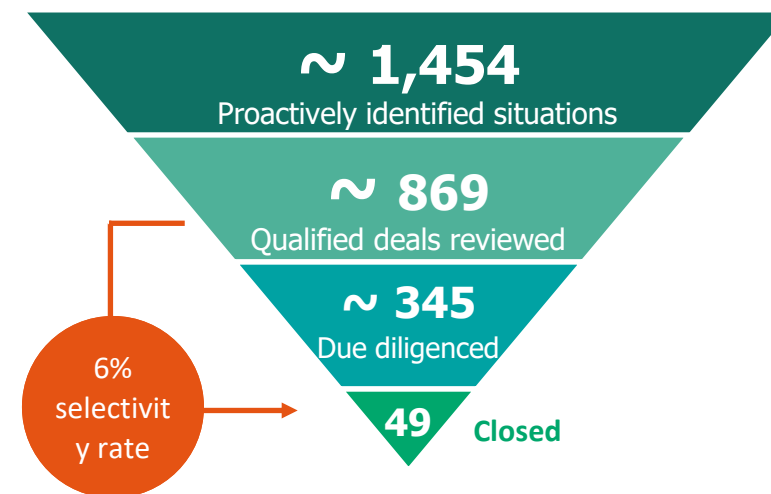 ~ 1,454
Proactively identified situations
~ 869
Qualified deals reviewed
~ 345
Due diligenced
6%
selectivit
y rate
49
Closed